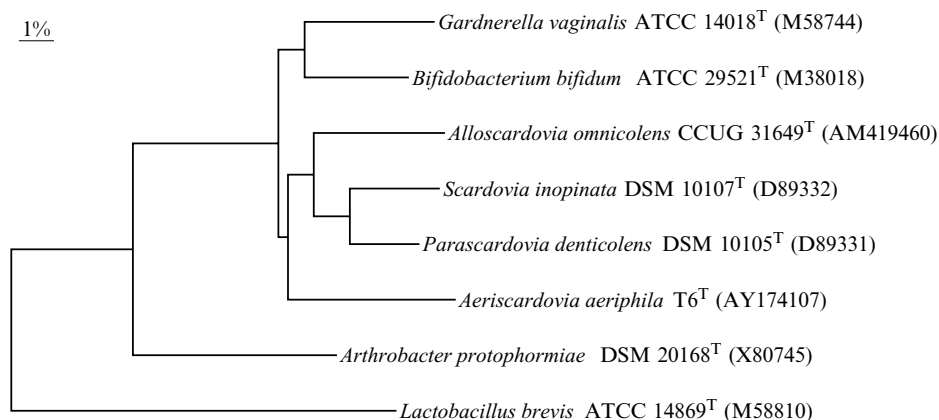 1%
Gardnerella vaginalis ATCC 14018ᵀ (M58744)
Bifidobacterium bifidum ATCC 29521ᵀ (M38018)
Alloscardovia omnicolens CCUG 31649ᵀ (AM419460)
Scardovia inopinata DSM 10107ᵀ (D89332)
Parascardovia denticolens DSM 10105ᵀ (D89331)
Aeriscardovia aeriphila T6ᵀ (AY174107)
Arthrobacter protophormiae DSM 20168ᵀ (X80745)
Lactobacillus brevis ATCC 14869ᵀ (M58810)